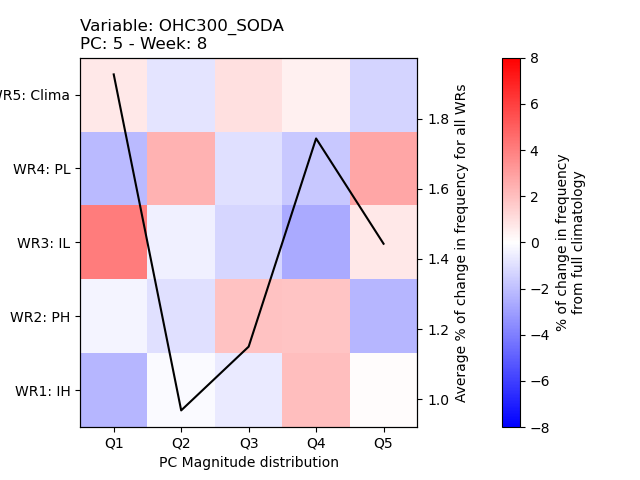 Variable: OHC300_SODA
PC: 5 - Week: 8
R5: Clima
WR4: PL
WR3: IL
WR2: PH
WR1: IH
Q1 Q2 Q3 Q4 Q5
PC Magnitude distribution
1.8
1.6
1.4
1.2
1.0
Average % of change in frequency for all WRs
8
6
4
2
0
−2
−4
−6
−8
% of change in frequency
from full climatology